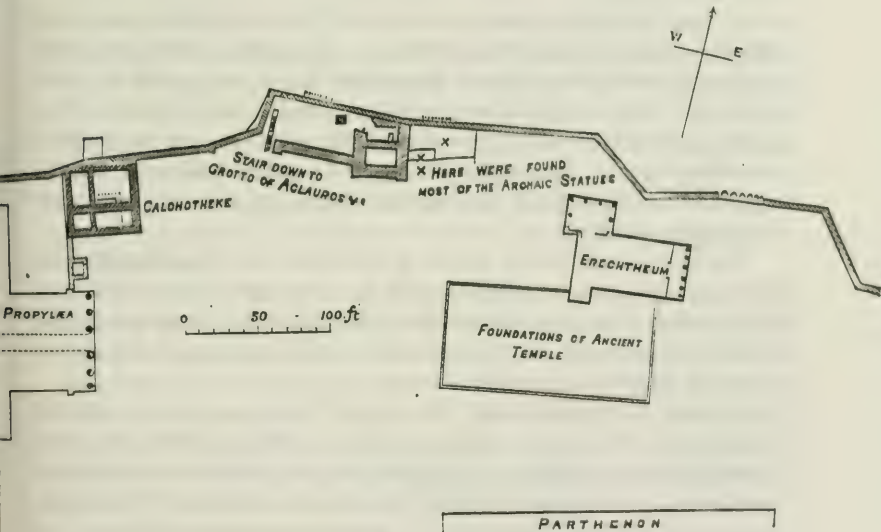 W E
STAIR DOWN TO
GROTTO OF AGLAUROS
X HERE WERE FOUND
MOST OF THE ARCHAIC STATUES
CALCHOTHEKE
ERECHTHEUM
PROPYLÆA
0 50 100 ft
FOUNDATIONS OF ANCIENT
TEMPLE
PARTHENON